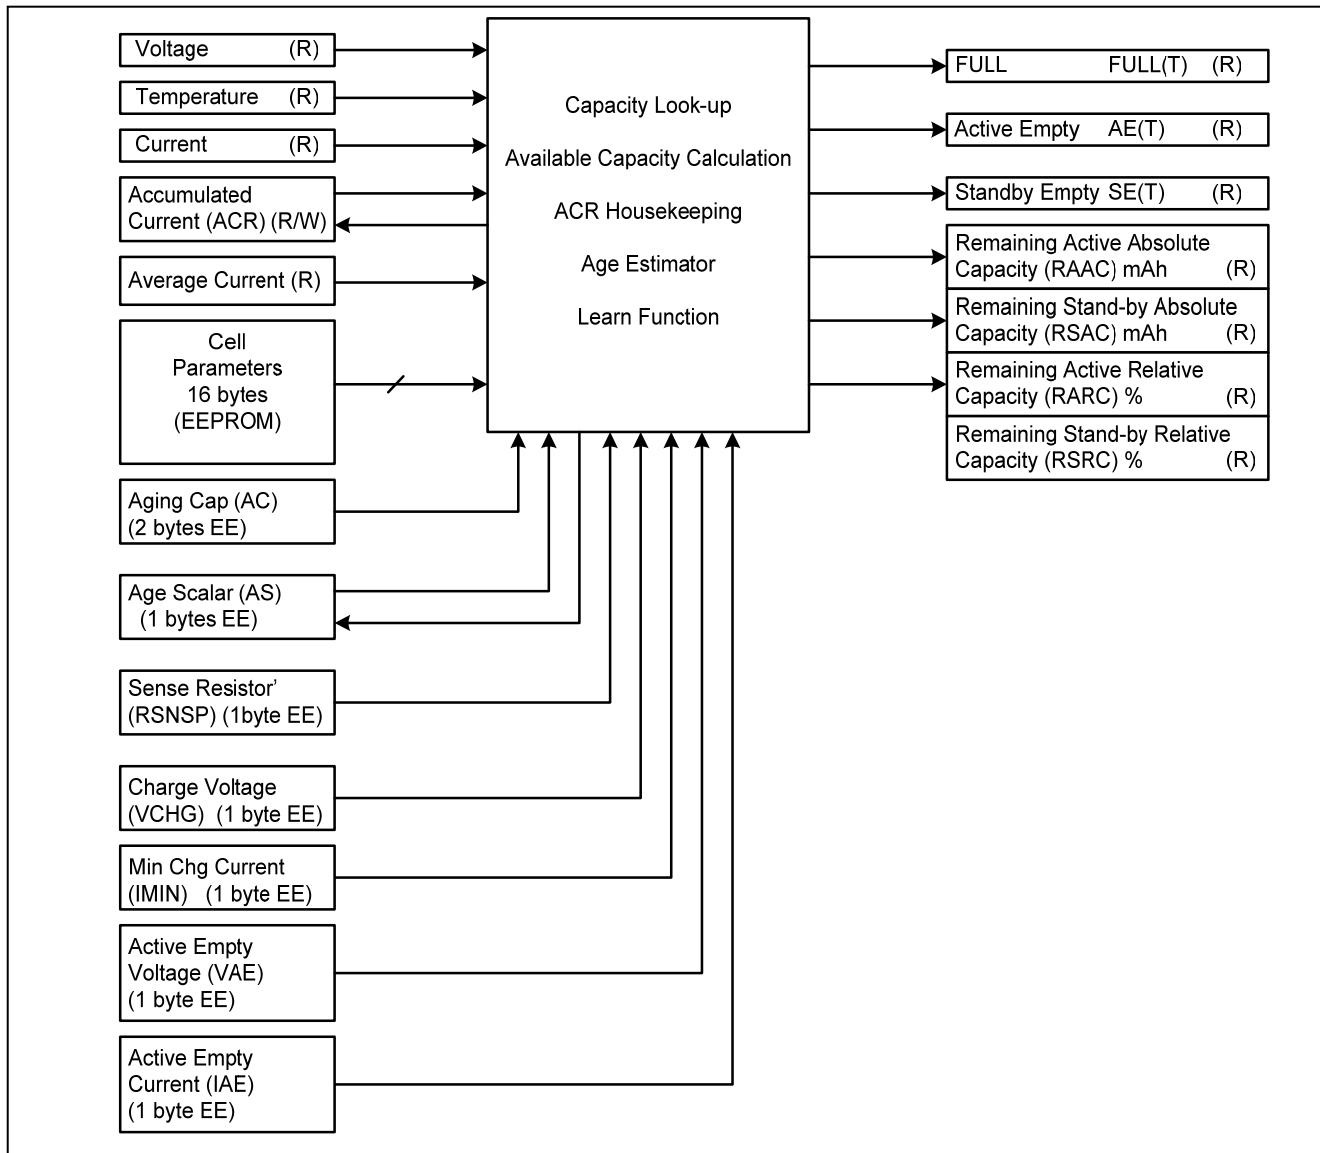 Voltage (R)
Temperature (R)
Current (R)
Accumulated
Current (ACR) (R/W)
Average Current (R)
Cell
Parameters
16 bytes
(EEPROM)
Aging Cap (AC)
(2 bytes EE)
Age Scalar (AS)
(1 bytes EE)
Sense Resistor'
(RSNSP) (1byte EE)
Charge Voltage
(VCHG) (1 byte EE)
Min Chg Current
(IMIN) (1 byte EE)
Active Empty
Voltage (VAE)
(1 byte EE)
Active Empty
Current (IAE)
(1 byte EE)
Capacity Look-up
Available Capacity Calculation
ACR Housekeeping
Age Estimator
Learn Function
FULL FULL(T) (R)
Active Empty AE(T) (R)
Standby Empty SE(T) (R)
Remaining Active Absolute
Capacity (RAAC) mAh (R)
Remaining Stand-by Absolute
Capacity (RSAC) mAh (R)
Remaining Active Relative
Capacity (RARC) % (R)
Remaining Stand-by Relative
Capacity (RSRC) % (R)